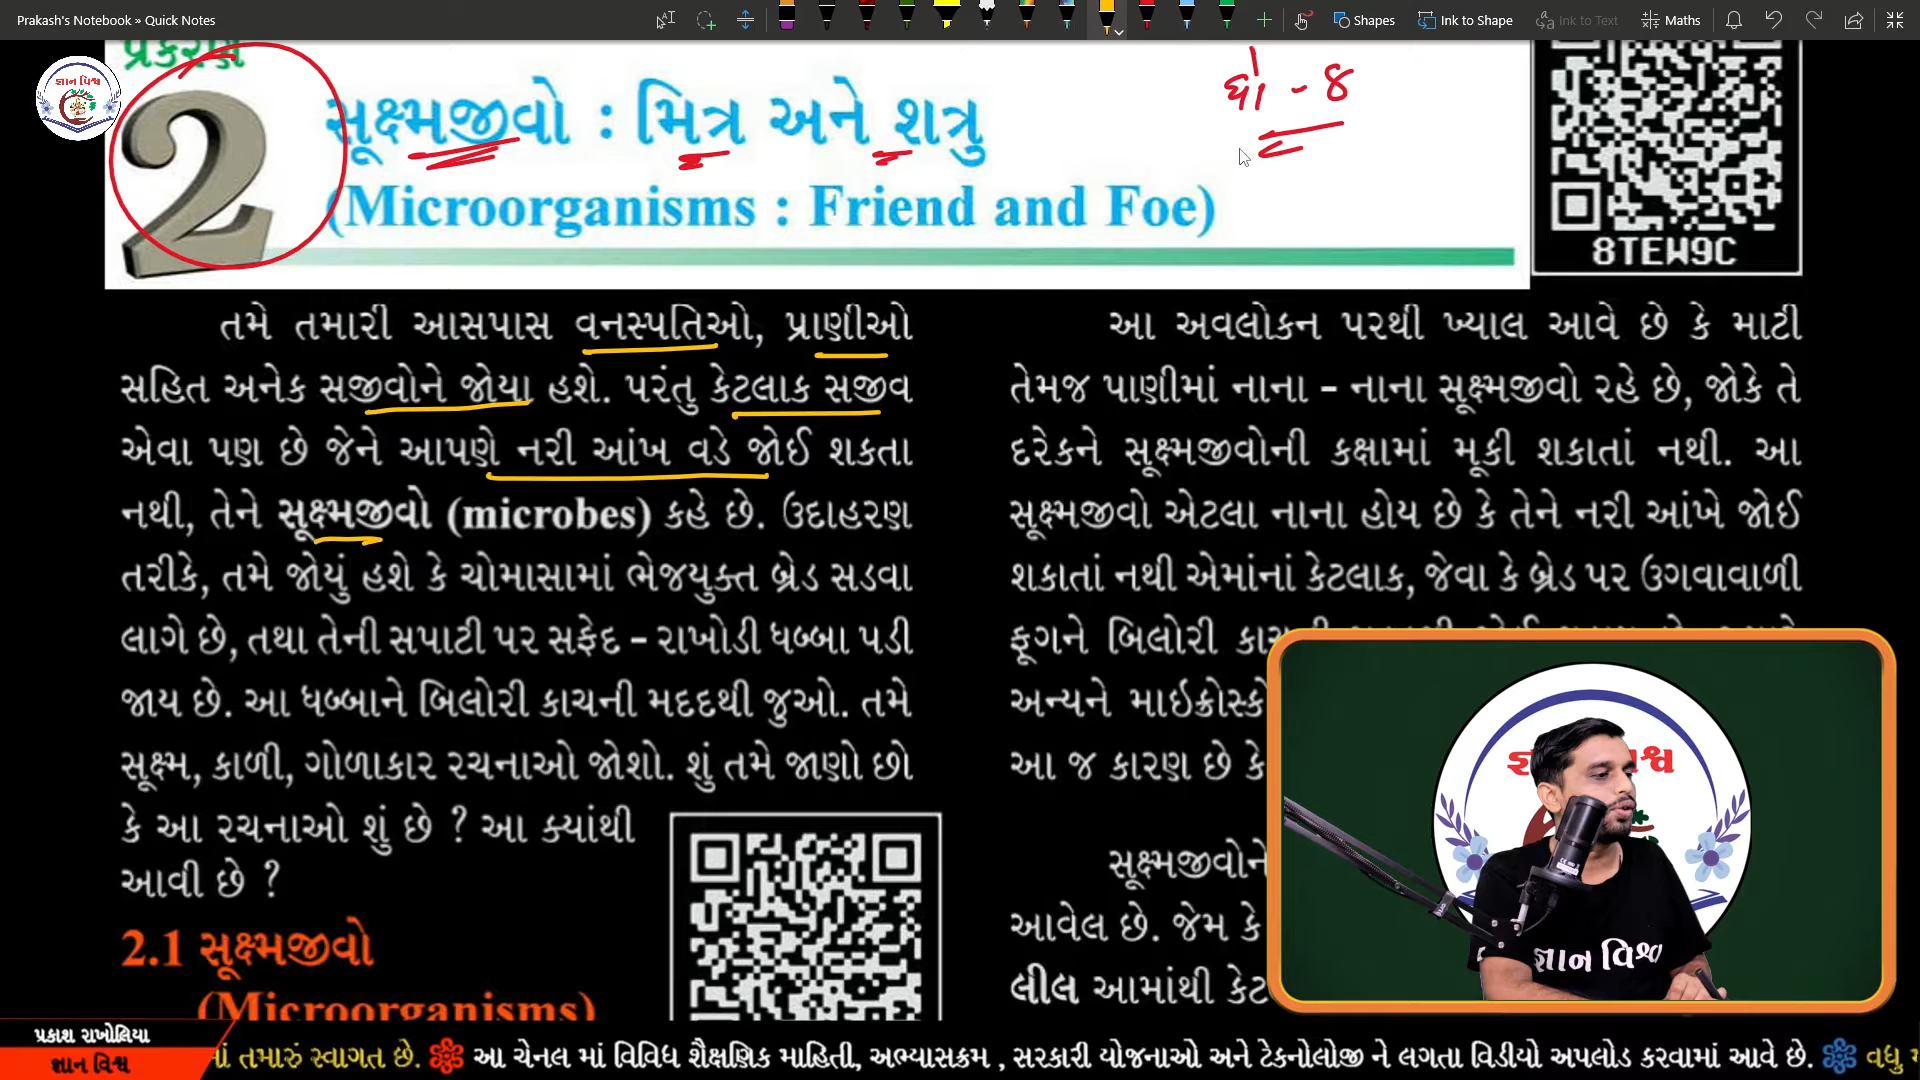 Prakash's Notebook » Quick Notes
Shapes
Ink to Shape
Ink to Text
Maths
પ્રકરણ
જ્ઞાન વિશ્વ
2
સૂક્ષ્મજીવો : મિત્ર અને શત્રુ
(Microorganisms : Friend and Foe)
ધો - 8
8TEW9C
તમે તમારી આસપાસ વનસ્પતિઓ, પ્રાણીઓ
સહિત અનેક સજીવોને જોયા હશે. પરંતુ કેટલાક સજીવ
એવા પણ છે જેને આપણે નરી આંખ વડે જોઈ શકતા
નથી, તેને સૂક્ષ્મજીવો (microbes) કહે છે. ઉદાહરણ
તરીકે, તમે જોયું હશે કે ચોમાસામાં ભેજયુક્ત બ્રેડ સડવા
લાગે છે, તથા તેની સપાટી પર સફેદ - રાખોડી ધબ્બા પડી
જાય છે. આ ધબ્બાને બિલોરી કાચની મદદથી જુઓ. તમે
સૂક્ષ્મ, કાળી, ગોળાકાર રચનાઓ જોશો. શું તમે જાણો છો
કે આ રચનાઓ શું છે ? આ ક્યાંથી
આવી છે ?
2.1 સૂક્ષ્મજીવો
(Microorganisms)
આ અવલોકન પરથી ખ્યાલ આવે છે કે માટી
તેમજ પાણીમાં નાના - નાના સૂક્ષ્મજીવો રહે છે, જોકે તે
દરેકને સૂક્ષ્મજીવોની કક્ષામાં મૂકી શકાતાં નથી. આ
સૂક્ષ્મજીવો એટલા નાના હોય છે કે તેને નરી આંખે જોઈ
શકાતાં નથી એમાંનાં કેટલાક, જેવા કે બ્રેડ પર ઉગવાવાળી
ફૂગને બિલોરી
અન્યને
આ જ કારણ છે કે
સૂક્ષ્મજીવોને
આવેલ છે. જેમ કે
લીલ આમાંથી
જ્ઞાન વિશ્વ
પ્રકાશ રાખોલિયા
જ્ઞાન વિશ્વ
તમારું સ્વાગત છે. આ ચેનલ માં વિવિધ શૈક્ષણિક માહિતી, અભ્યાસક્રમ , સરકારી યોજનાઓ અને ટેકનોલોજી ને લગતા વિડીયો અપલોડ કરવામાં આવે છે. વધુ